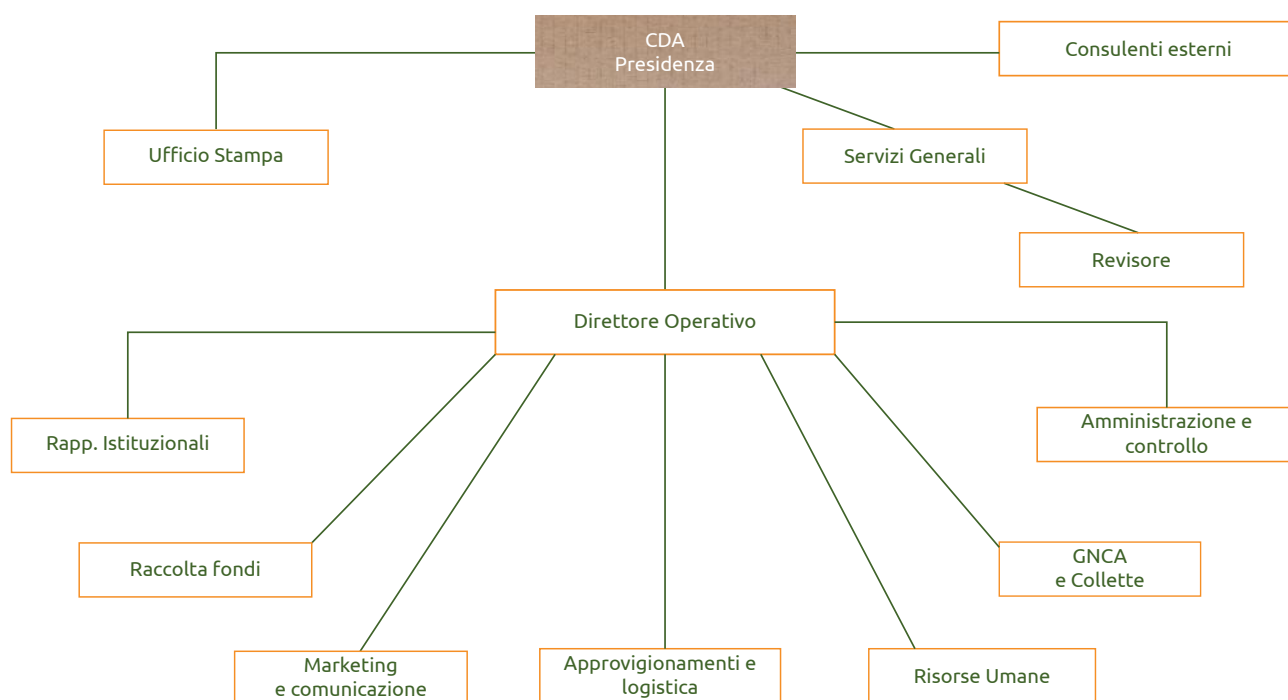 CDA
Presidenza
Consulenti esterni
Ufficio Stampa
Servizi Generali
Revisore
Direttore Operativo
Rapp. Istituzionali
Amministrazione e
controllo
Raccolta fondi
GNCA
e Collette
Marketing
e comunicazione
Approvigionamenti e
logistica
Risorse Umane